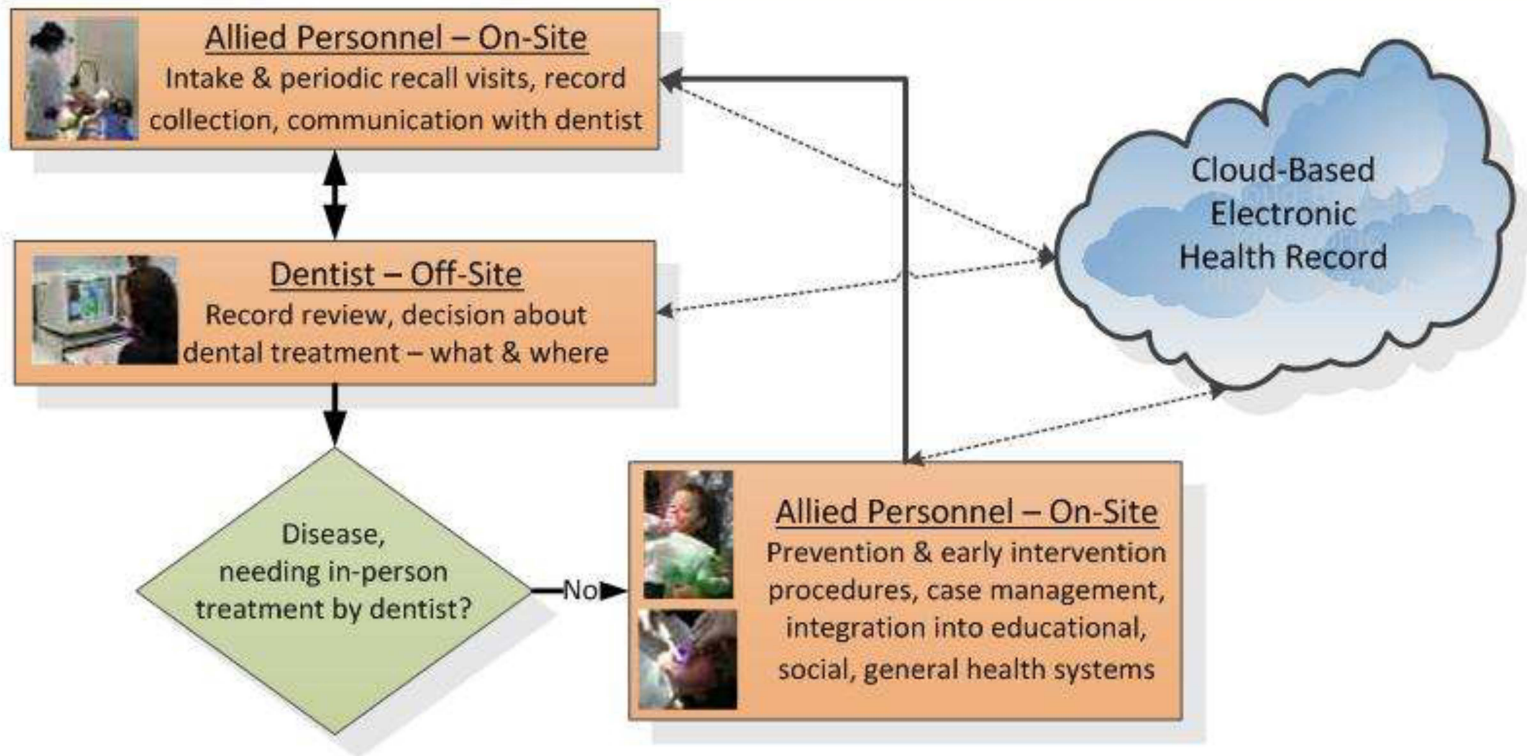 Allied Personnel – On-Site
Intake & periodic recall visits, record
collection, communication with dentist
Cloud-Based
Electronic
Health Record
Dentist – Off-Site
Record review, decision about
dental treatment – what & where
Disease,
needing in-person
treatment by dentist?
No
Allied Personnel – On-Site
Prevention & early intervention
procedures, case management,
integration into educational,
social, general health systems